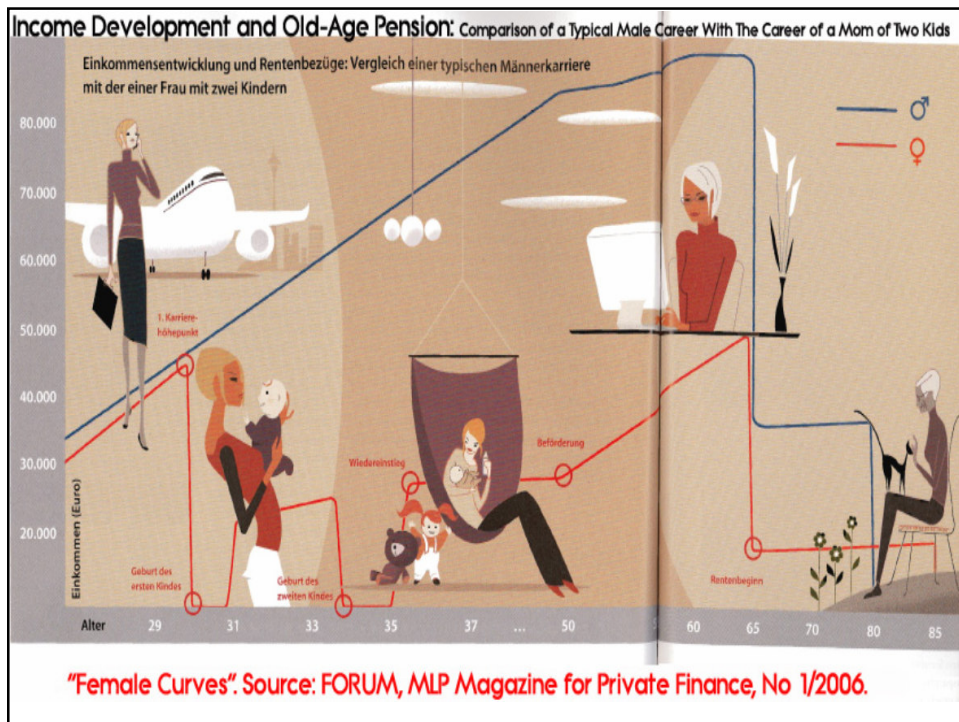 Income Development and Old-Age Pension: Comparison of a Typical Male Career With The Career of a Mom of Two Kids
Einkommensentwicklung und Rentenbezüge: Vergleich einer typischen Männerkarriere
mit der einer Frau mit zwei Kindern
80.000
70.000
60.000
50.000
40.000
30.000
20.000
Einkommen (Euro)
♂
♀
1. Karriere-
höhepunkt
Geburt des
ersten Kindes
Geburt des
zweiten Kindes
Wiedereinstieg
Beförderung
Rentenbeginn
Alter 29 31 33 35 37 ... 50 60 65 70 80 85
"Female Curves". Source: FORUM, MLP Magazine for Private Finance, No 1/2006.